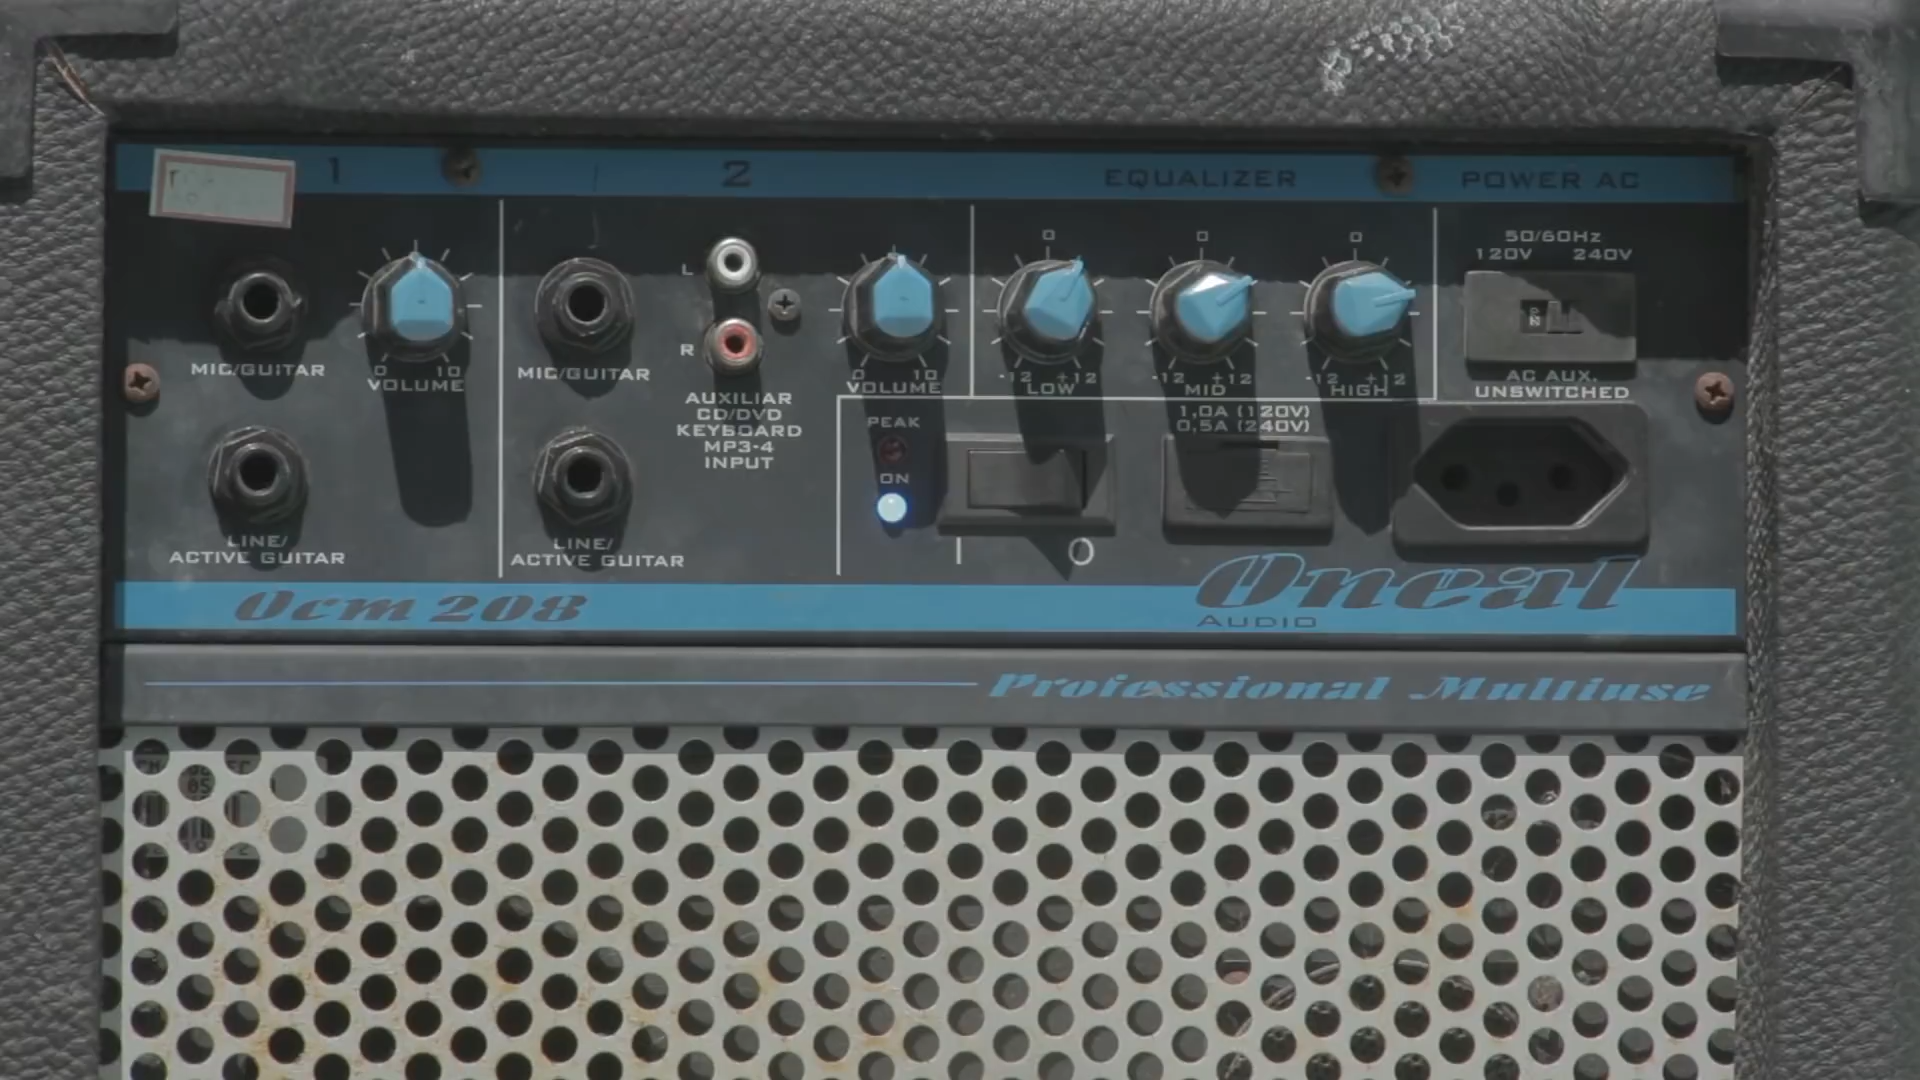 1
2
EQUALIZER
POWER AC
50/60Hz
120V 240V
L
R
0
0
0
MIC/GUITAR
0 10
VOLUME
MIC/GUITAR
0 10
VOLUME
-12 +12
LOW
-12 +12
MID
-12 +12
HIGH
AC AUX.
UNSWITCHED
AUXILIAR
CD/DVD
KEYBOARD
MP3-4
INPUT
PEAK
ON
1,0A (120V)
0,5A (240V)
LINE/
ACTIVE GUITAR
LINE/
ACTIVE GUITAR
I O
Ocm 208
Oneal
AUDIO
Professional Multiuse